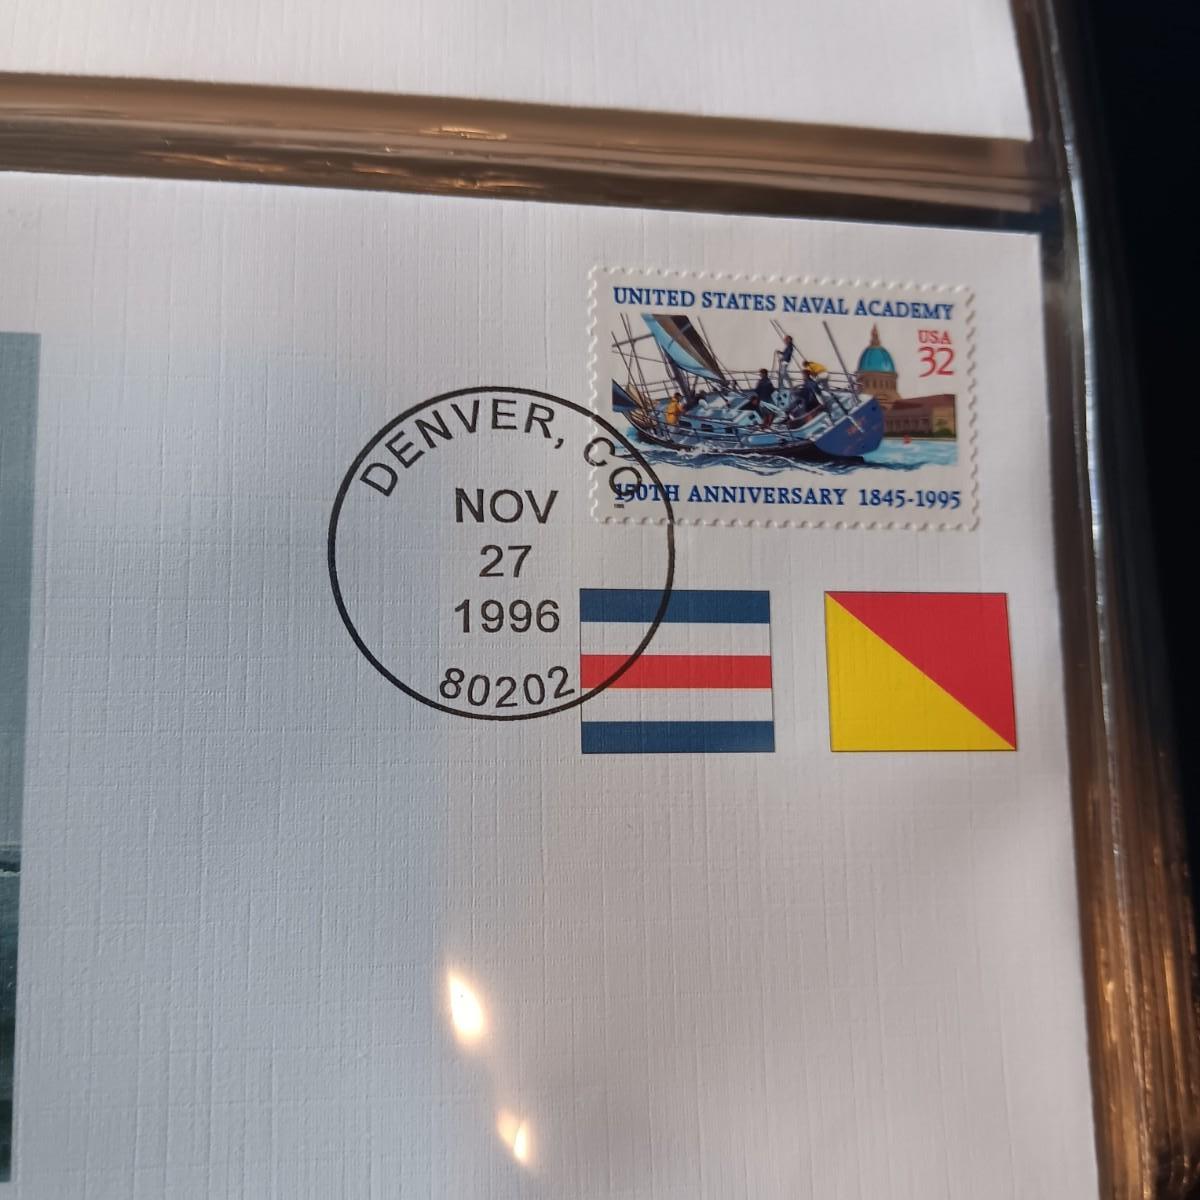 UNITED STATES NAVAL ACADEMY
USA
32
150TH ANNIVERSARY 1845-1995
DENVER, CO
NOV
27
1996
80202